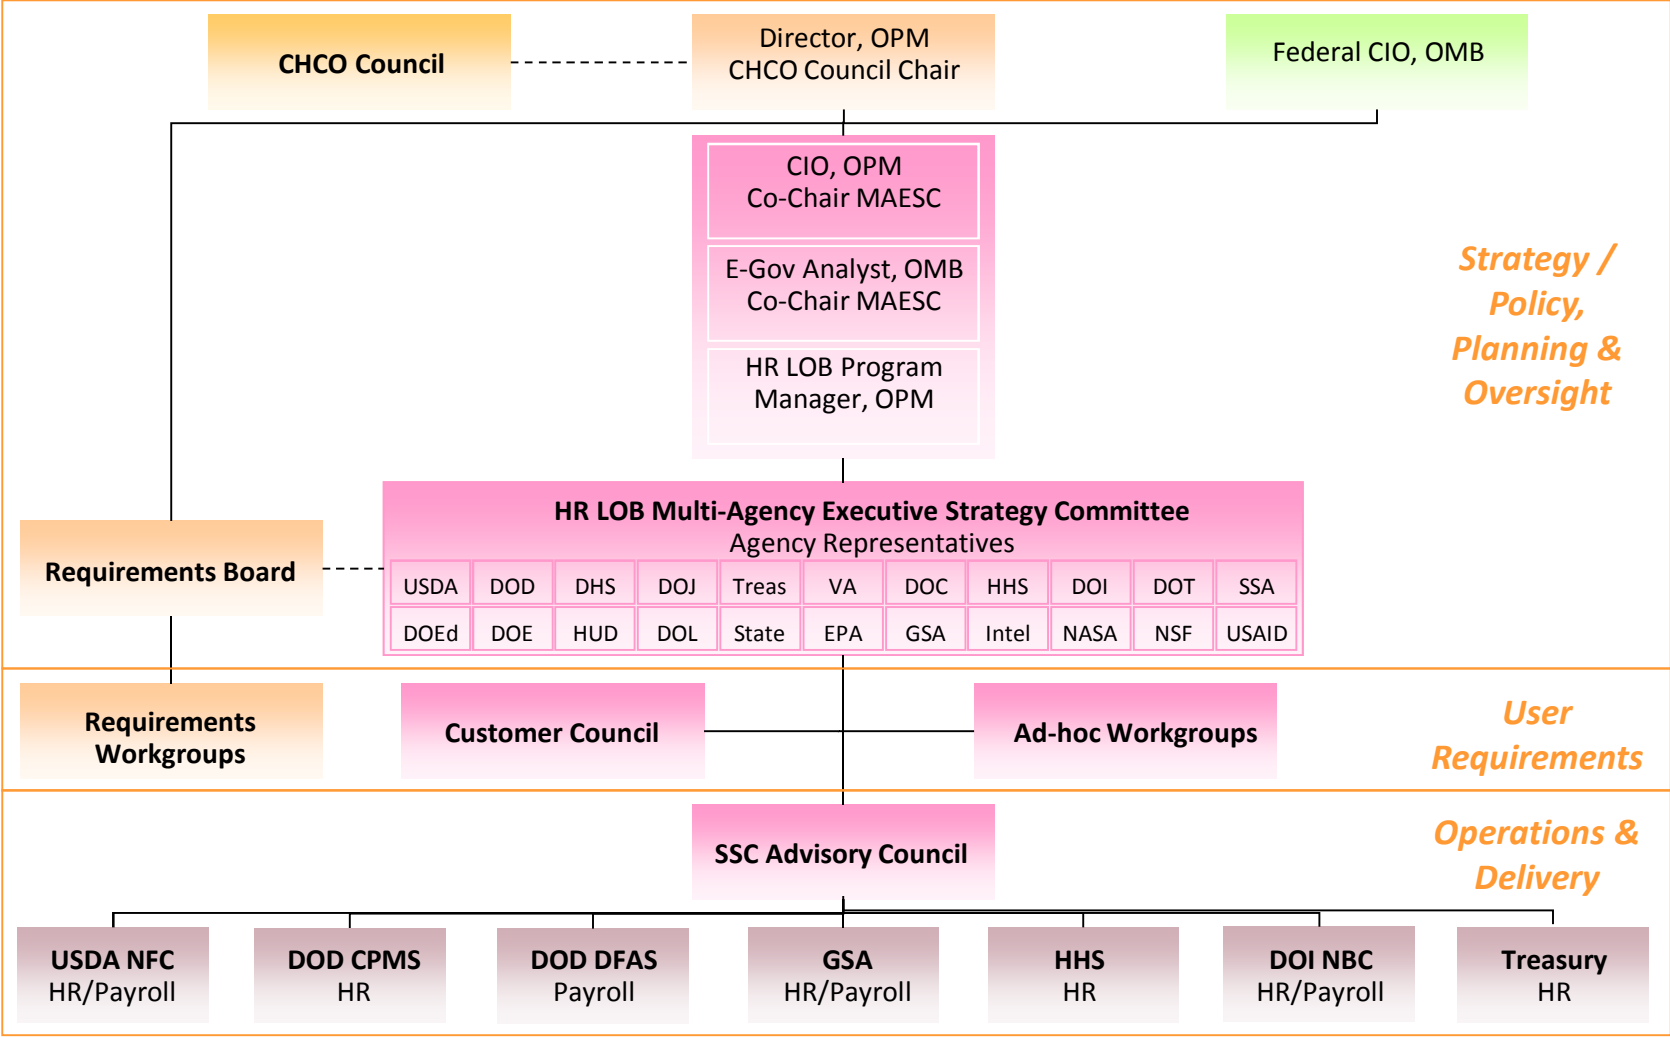 CHCO Council
Director, OPM
CHCO Council Chair
Federal CIO, OMB
CIO, OPM
Co-Chair MAESC
E-Gov Analyst, OMB
Co-Chair MAESC
HR LOB Program
Manager, OPM
Strategy /
Policy,
Planning &
Oversight
Requirements Board
HR LOB Multi-Agency Executive Strategy Committee
Agency Representatives
USDA DOD DHS DOJ Treas VA DOC HHS DOI DOT SSA
DOEd DOE HUD DOL State EPA GSA Intel NASA NSF USAID
Requirements
Workgroups
Customer Council
Ad-hoc Workgroups
User
Requirements
SSC Advisory Council
Operations &
Delivery
USDA NFC
HR/Payroll
DOD CPMS
HR
DOD DFAS
Payroll
GSA
HR/Payroll
HHS
HR
DOI NBC
HR/Payroll
Treasury
HR